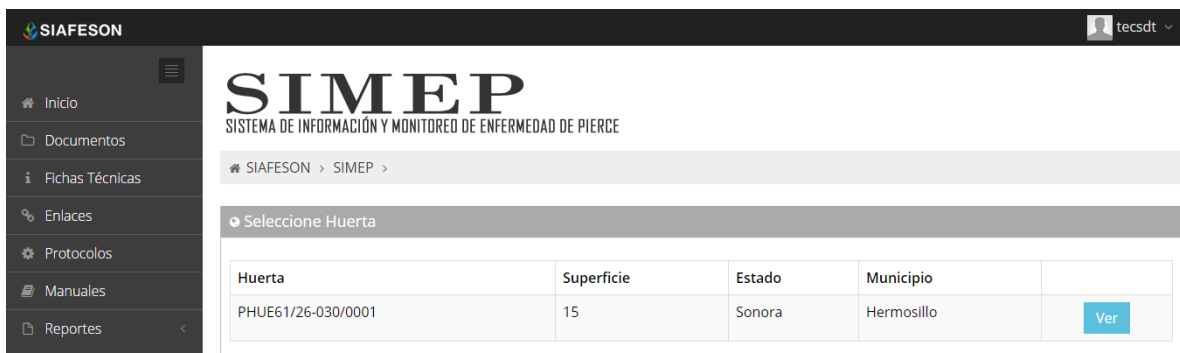 SIAFESON
tecsdt
Inicio
Documentos
Fichas Técnicas
Enlaces
Protocolos
Manuales
Reportes
SIMEP
SISTEMA DE INFORMACIÓN Y MONITOREO DE ENFERMEDAD DE PIERCE
SIAFESON > SIMEP >
Seleccione Huerta
Huerta Superficie Estado Municipio
PHUE61/26-030/0001 15 Sonora Hermosillo Ver